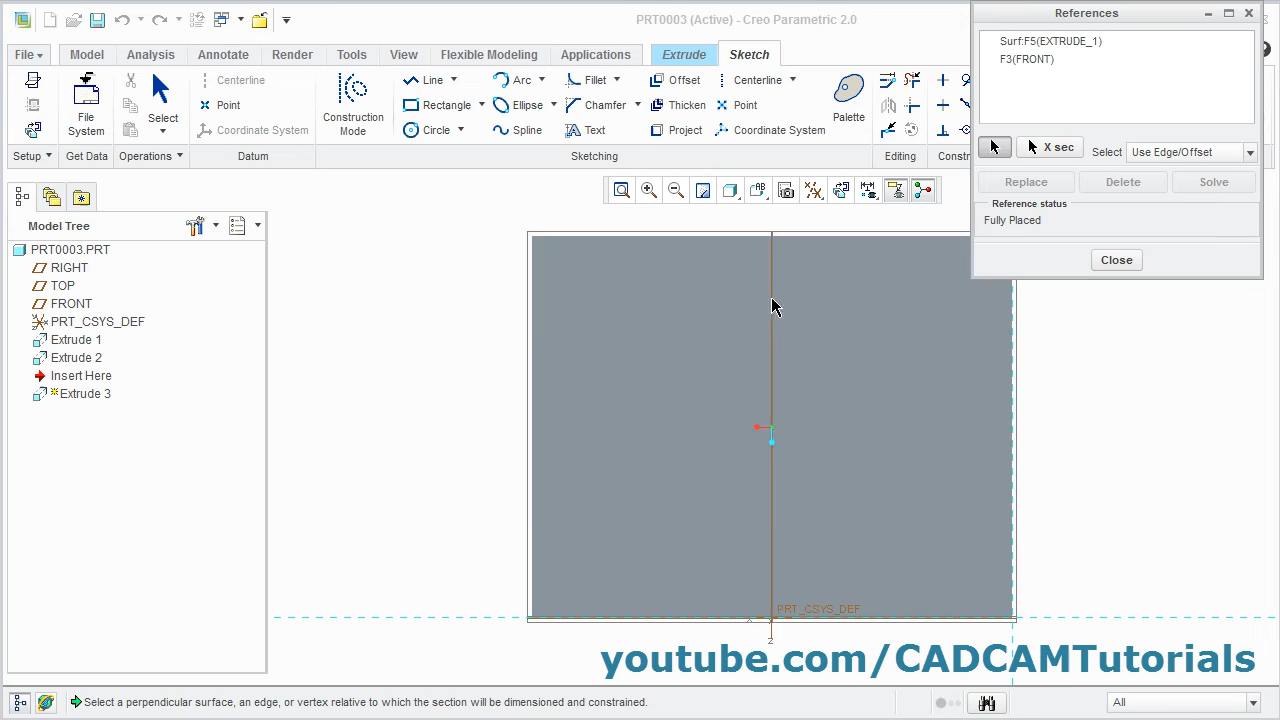 PRT0003 (Active) - Creo Parametric 2.0
References
File
Model
Analysis
Annotate
Render
Tools
View
Flexible Modeling
Applications
Extrude
Sketch
File
System
Select
Centerline
Point
Coordinate System
Construction
Mode
Line
Arc
Fillet
Offset
Centerline
Rectangle
Ellipse
Chamfer
Thicken
Point
Circle
Spline
Text
Project
Coordinate System
Palette
Setup
Get Data
Operations
Datum
Sketching
Editing
Constr
Surf:F5(EXTRUDE_1)
F3(FRONT)
X sec
Select
Use Edge/Offset
Replace
Delete
Solve
Reference status
Fully Placed
Close
Model Tree
PRT0003.PRT
RIGHT
TOP
FRONT
PRT_CSYS_DEF
Extrude 1
Extrude 2
Insert Here
Extrude 3
PRT_CSYS_DEF
Z
youtube.com/CADCAMTutorials
Select a perpendicular surface, an edge, or vertex relative to which the section will be dimensioned and constrained.
All